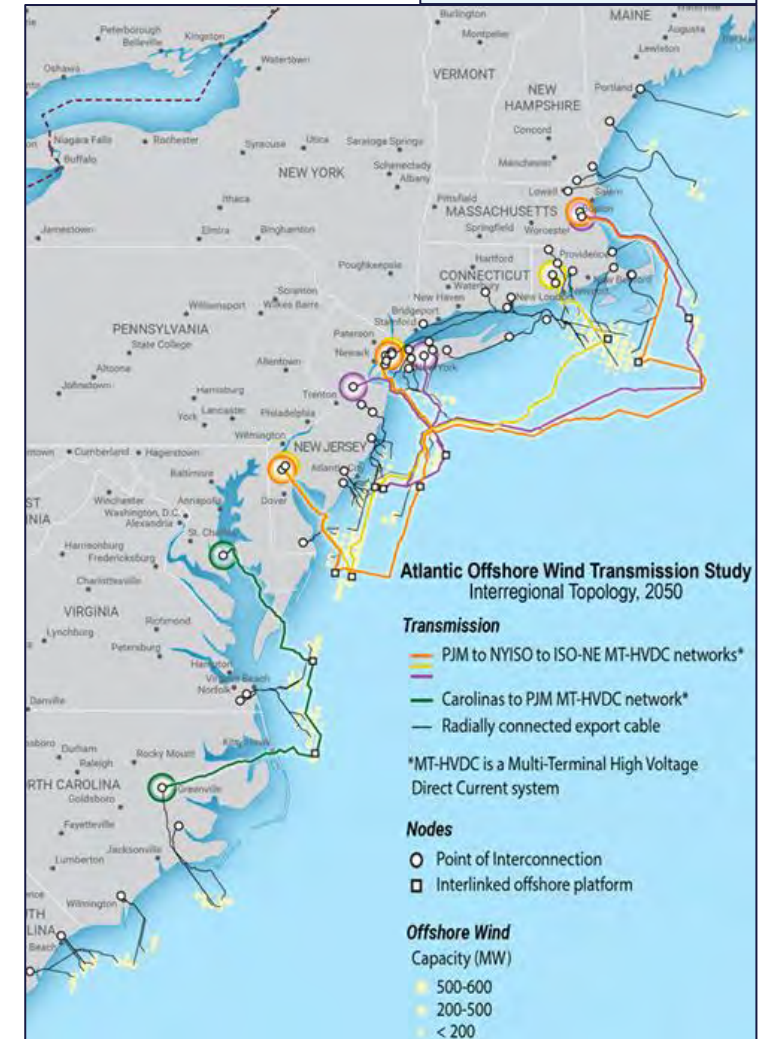 Burlington
MAINE
Augusta
Montpelier
Lewiston
Peterborough
Belleville
Kingston
Oshawa
Watertown
VERMONT
NEW
HAMPSHIRE
Portland
Concord
Niagara Falls
Rochester
Syracuse
Utica
Saratoga Springs
Buffalo
NEW YORK
Schenectady
Albany
Manchester
Lowell
Salem
Ithaca
Pittsfield
MASSACHUSETTS
Springfield
Worcester
Jamestown
Elmira
Binghamton
Poughkeepsie
Hartford
Providence
CONNECTICUT
Waterbury
New Bedford
New Haven
New London
Scranton
Williamsport
Wilkes Barre
Bridgeport
Stamford
PENNSYLVANIA
Paterson
State College
Newark
Altoona
Allentown
Johnstown
Harrisburg
Trenton
York
Lancaster
Philadelphia
Wilmington
NEW JERSEY
Cumberland
Hagerstown
Baltimore
Atlantic City
Winchester
Annapolis
Dover
Washington, D.C.
Alexandria
Harrisonburg
Fredericksburg
Charlottesville
VIRGINIA
Richmond
Lynchburg
Petersburg
Hampton
Virginia Beach
Norfolk
Danville
Durham
Rocky Mount
Raleigh
RTH CAROLINA
Greenville
Goldsboro
Fayetteville
Jacksonville
Lumberton
Wilmington
Beach
Atlantic Offshore Wind Transmission Study
Interregional Topology, 2050
Transmission
PJM to NYISO to ISO-NE MT-HVDC networks*
Carolinas to PJM MT-HVDC network*
Radially connected export cable
*MT-HVDC is a Multi-Terminal High Voltage
Direct Current system
Nodes
Point of Interconnection
Interlinked offshore platform
Offshore Wind
Capacity (MW)
500-600
200-500
< 200